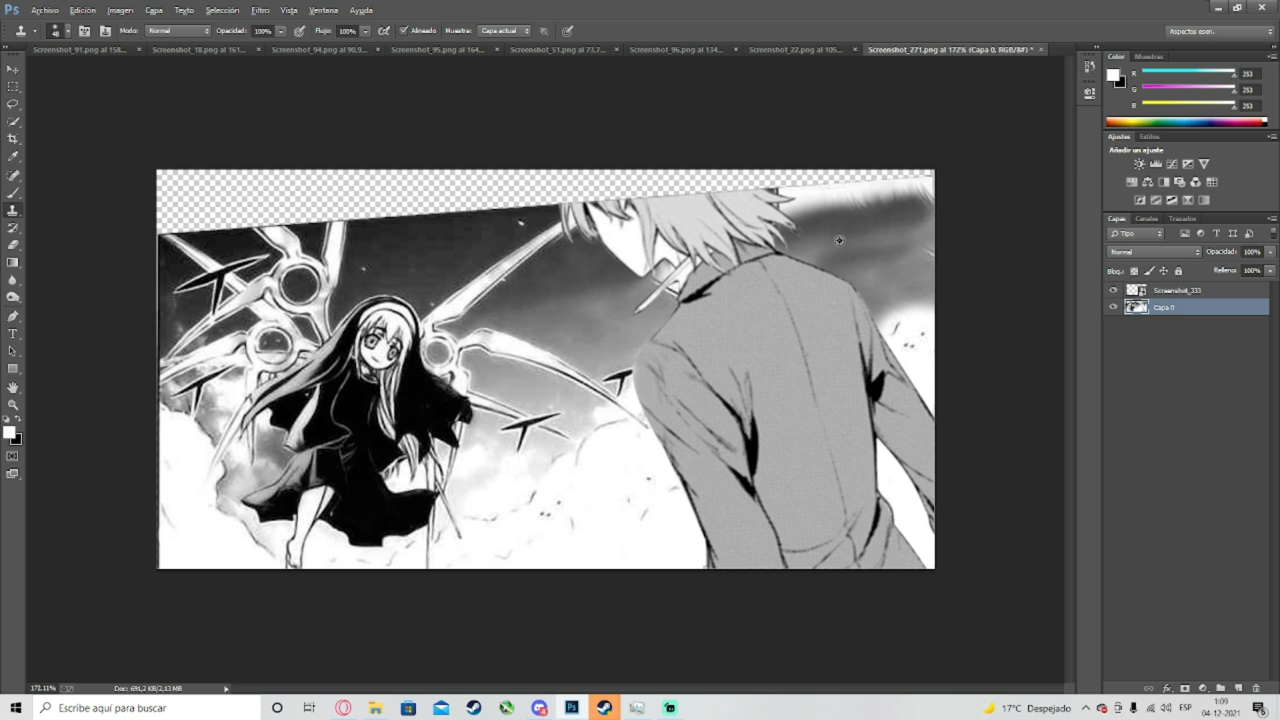 Ps Archivo Edición Imagen Capa Texto Selección Filtro Vista Ventana Ayuda
Modo: Normal Opacidad: 100% Flujo: 100% Alineado Muestra: Capa actual Aspectos esen.
Screenshot_91.png al 158... × Screenshot_18.png al 161... × Screenshot_94.png al 90,9... × Screenshot_95.png al 164... × Screenshot_51.png al 73,7... × Screenshot_96.png al 134... × Screenshot_22.png al 105... × Screenshot_271.png al 172% (Capa 0, RGB/8#) * ×
Color Muestras
R 253
G 253
B 253
Ajustes Estilos
Añadir un ajuste
Capas Canales Trazados
Tipo
Normal Opacidad: 100%
Bloq.: Relleno: 100%
Screenshot_333
Capa 0
172.11% Doc: 691,2 KB/2,13 MB
Escribe aquí para buscar
Ps
17°C Despejado
ESP
1:09
04-12-2021